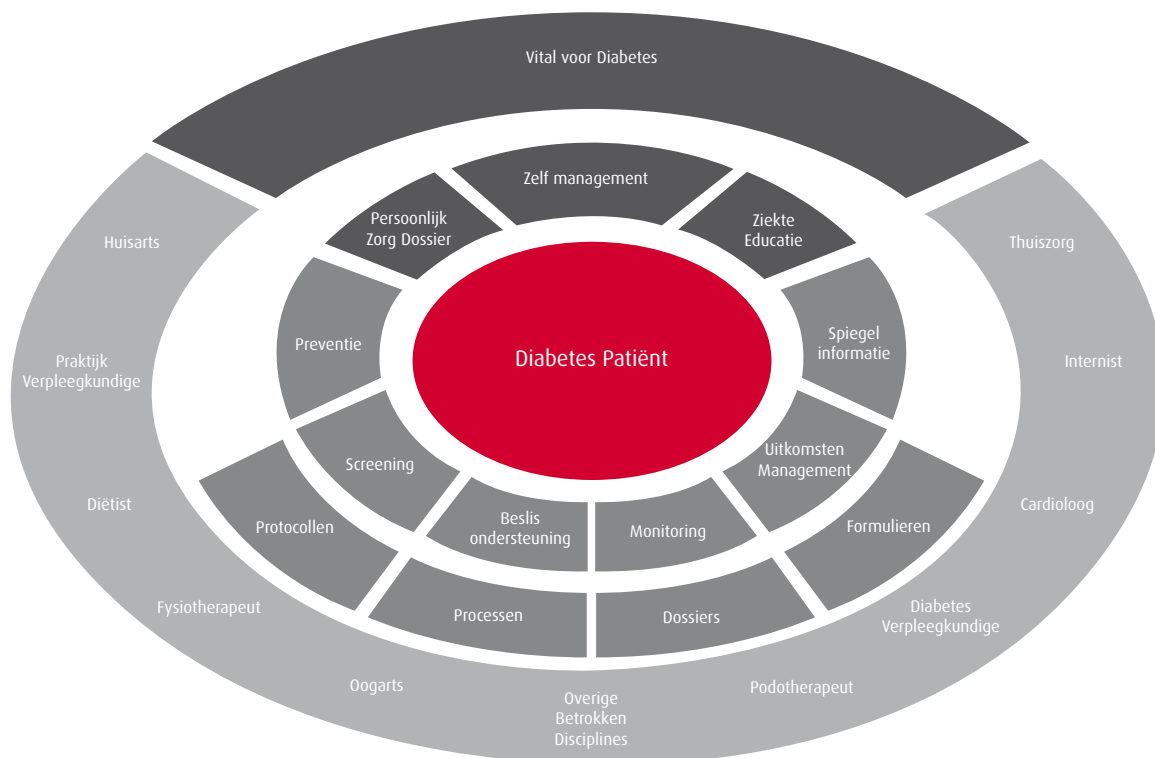 Vital voor Diabetes
Zelf management
Persoonlijk
Zorg Dossier
Ziekte
Educatie
Huisarts
Thuiszorg
Preventie
Spiegel
informatie
Diabetes Patiënt
Praktijk
Verpleegkundige
Internist
Screening
Uitkomsten
Management
Diëtist
Cardioloog
Protocollen
Beslis
ondersteuning
Monitoring
Formulieren
Fysiotherapeut
Processen
Dossiers
Diabetes
Verpleegkundige
Oogarts
Overige
Betrokken
Disciplines
Podotherapeut